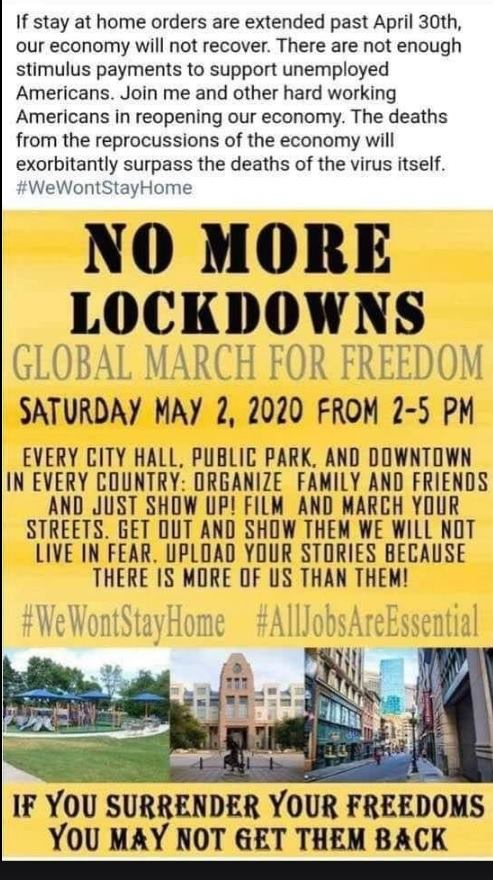 If stay at home orders are extended past April 30th,
our economy will not recover. There are not enough
stimulus payments to support unemployed
Americans. Join me and other hard working
Americans in reopening our economy. The deaths
from the reprocussions of the economy will
exorbitantly surpass the deaths of the virus itself.
#WeWontStayHome
NO MORE
LOCKDOWNS
GLOBAL MARCH FOR FREEDOM
SATURDAY MAY 2, 2020 FROM 2-5 PM
EVERY CITY HALL, PUBLIC PARK, AND DOWNTOWN
IN EVERY COUNTRY: ORGANIZE FAMILY AND FRIENDS
AND JUST SHOW UP! FILM AND MARCH YOUR
STREETS. GET OUT AND SHOW THEM WE WILL NOT
LIVE IN FEAR. UPLOAD YOUR STORIES BECAUSE
THERE IS MORE OF US THAN THEM!
#WeWontStayHome #AllJobsAreEssential
IF YOU SURRENDER YOUR FREEDOMS
YOU MAY NOT GET THEM BACK